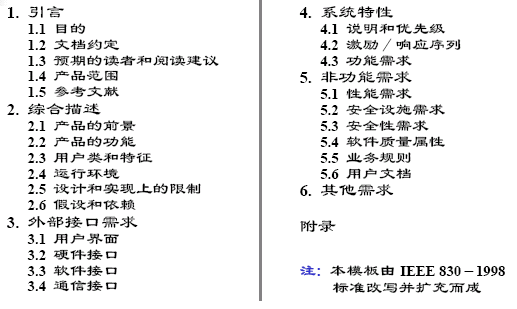 1. 引言
1.1 目的
1.2 文档约定
1.3 预期的读者和阅读建议
1.4 产品范围
1.5 参考文献
2. 综合描述
2.1 产品的前景
2.2 产品的功能
2.3 用户类和特征
2.4 运行环境
2.5 设计和实现上的限制
2.6 假设和依赖
3. 外部接口需求
3.1 用户界面
3.2 硬件接口
3.3 软件接口
3.4 通信接口
4. 系统特性
4.1 说明和优先级
4.2 激励／响应序列
4.3 功能需求
5. 非功能需求
5.1 性能需求
5.2 安全设施需求
5.3 安全性需求
5.4 软件质量属性
5.5 业务规则
5.6 用户文档
6. 其他需求
附录
注: 本模板由 IEEE 830－1998
标准改写并扩充而成